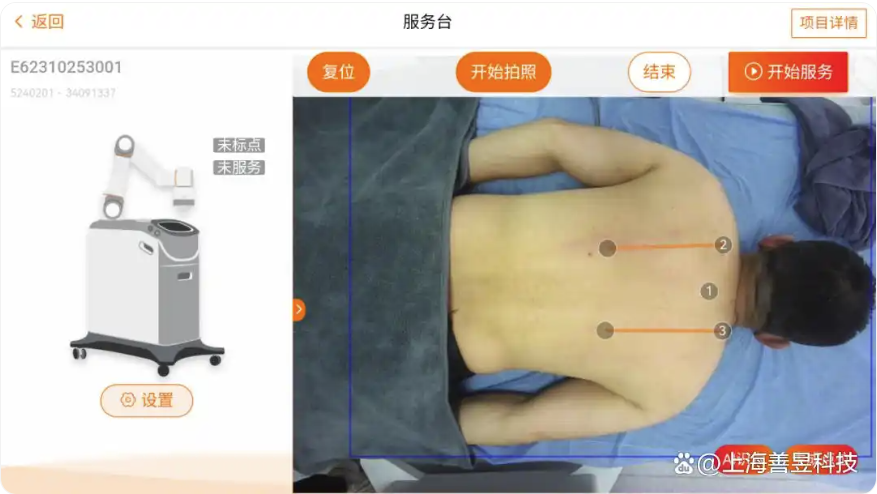 返回
服务台
项目详情
E62310253001
5240201 - 34091337
复位
开始拍照
结束
开始服务
未标点
未服务
2
1
3
设置
@上海善昱科技